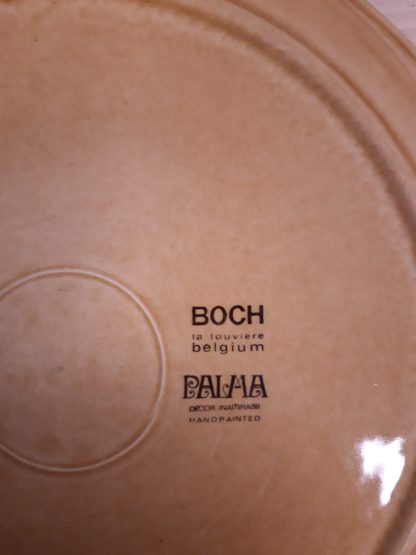 BOCH
la louviere
belgium
PALMA
DECOR INALTERABLE
HANDPAINTED